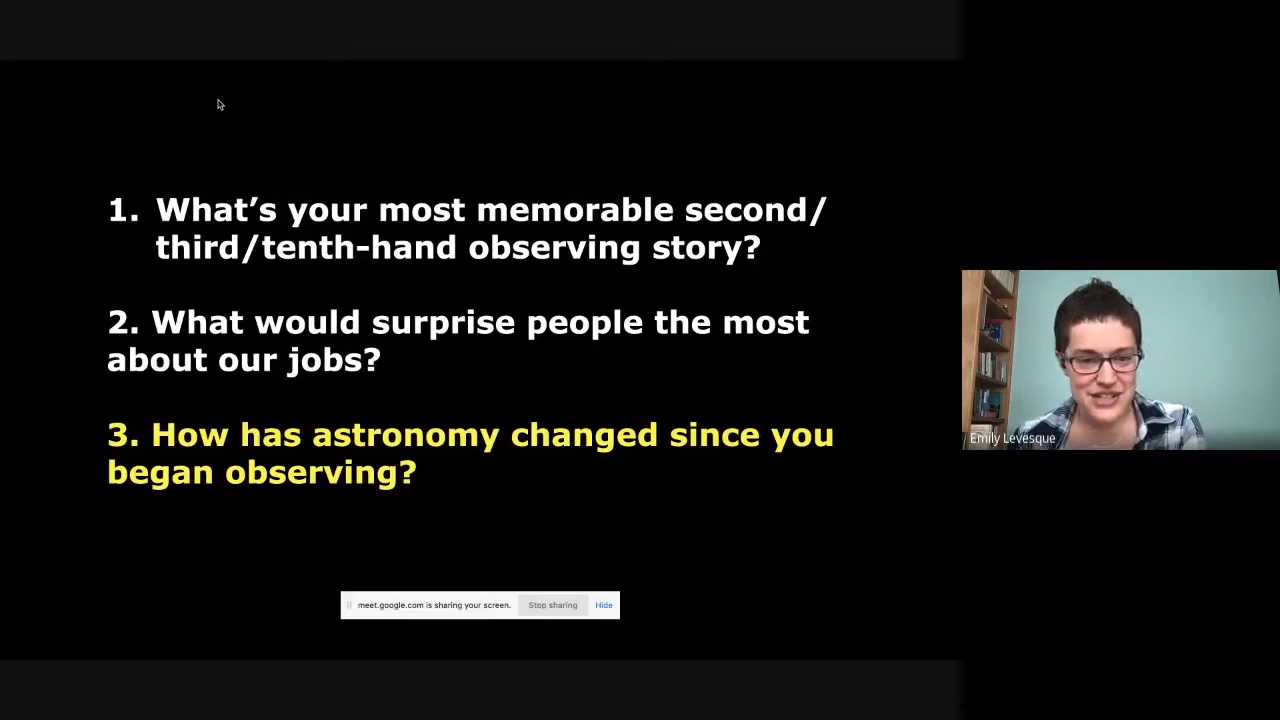 1. What’s your most memorable second/
third/tenth-hand observing story?
2. What would surprise people the most
about our jobs?
3. How has astronomy changed since you
began observing?
Emily Levesque
meet.google.com is sharing your screen. Stop sharing Hide